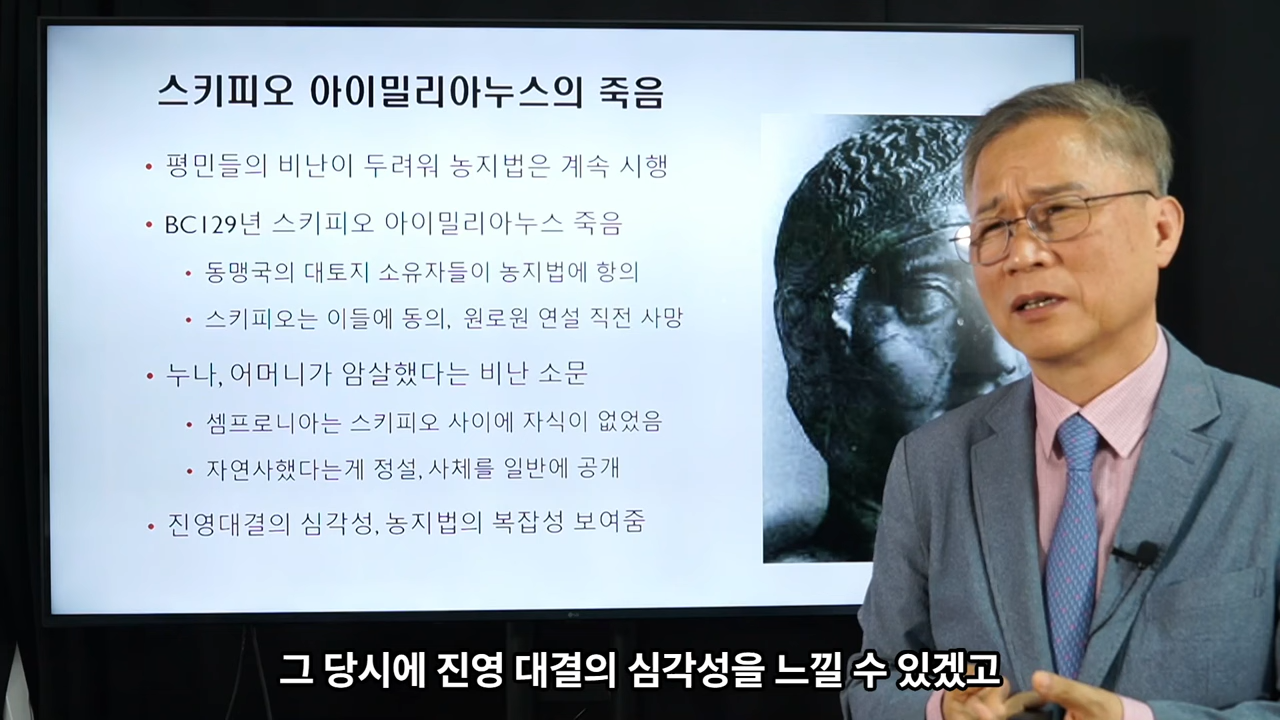 스키피오 아이밀리아누스의 죽음
• 평민들의 비난이 두려워 농지법은 계속 시행
• BC129년 스키피오 아이밀리아누스 죽음
• 동맹국의 대토지 소유자들이 농지법에 항의
• 스키피오는 이들에 동의, 원로원 연설 직전 사망
• 누나, 어머니가 암살했다는 비난 소문
• 셈프로니아는 스키피오 사이에 자식이 없었음
• 자연사했다는게 정설, 사체를 일반에 공개
• 진영대결의 심각성, 농지법의 복잡성 보여줌
LG
그 당시에 진영 대결의 심각성을 느낄 수 있겠고